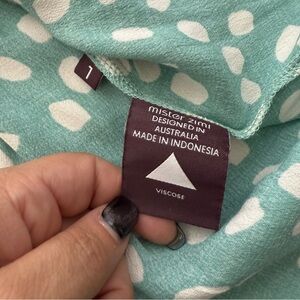 1
mister zimi
DESIGNED IN
AUSTRALIA
MADE IN INDONESIA
VISCOSE